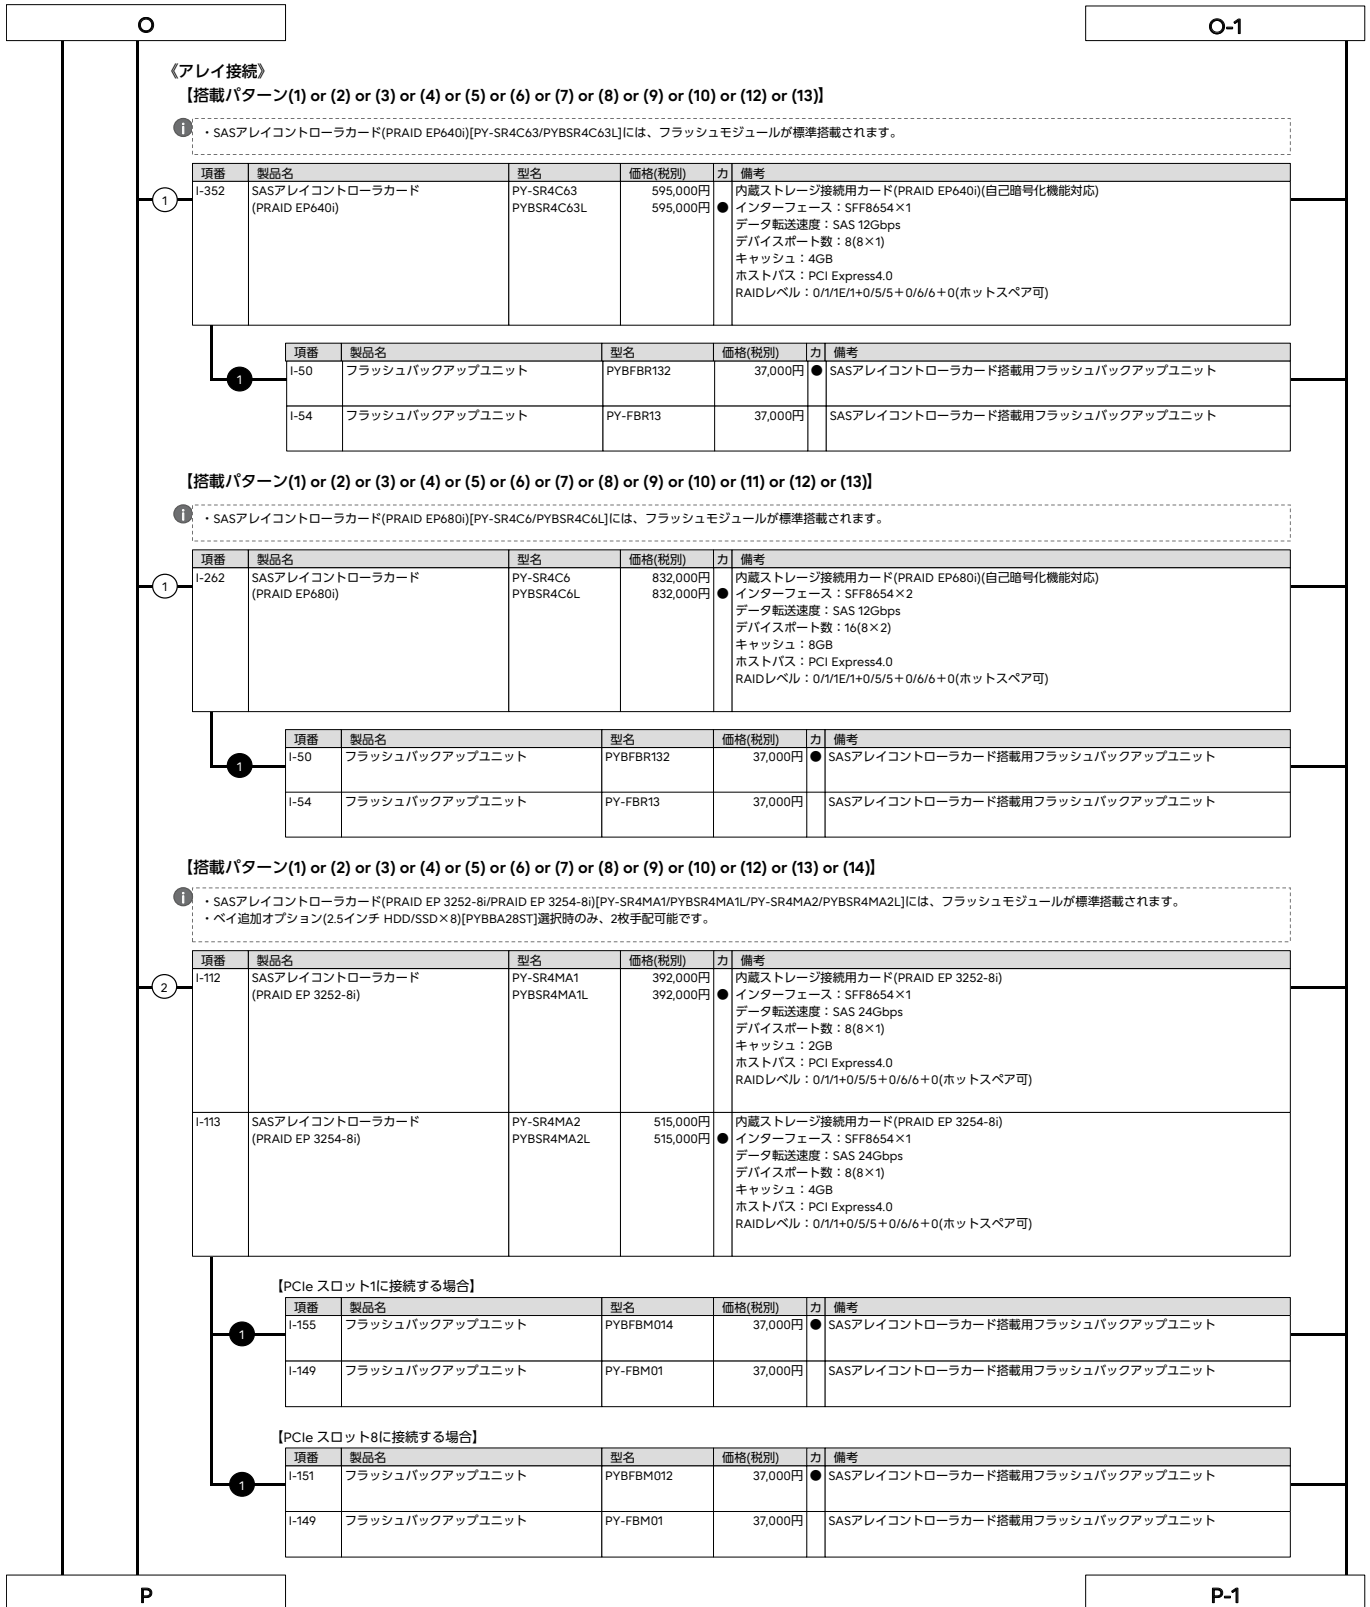 O
O-1
《アレイ接続》
【搭載パターン(1) or (2) or (3) or (4) or (5) or (6) or (7) or (8) or (9) or (10) or (12) or (13)】
・SASアレイコントローラカード(PRAID EP640i)[PY-SR4C63/PYBSR4C63L]には、フラッシュモジュールが標準搭載されます。
項番 製品名 型名 価格(税別) カ 備考
1 I-352 SASアレイコントローラカード PY-SR4C63 595,000円 内蔵ストレージ接続用カード(PRAID EP640i)(自己暗号化機能対応)
(PRAID EP640i) PYBSR4C63L 595,000円 ● インターフェース：SFF8654×1
データ転送速度：SAS 12Gbps
デバイスポート数：8(8×1)
キャッシュ：4GB
ホストバス：PCI Express4.0
RAIDレベル：0/1/1E/1+0/5/5＋0/6/6＋0(ホットスペア可)
項番 製品名 型名 価格(税別) カ 備考
1 I-50 フラッシュバックアップユニット PYBFBR132 37,000円 ● SASアレイコントローラカード搭載用フラッシュバックアップユニット
I-54 フラッシュバックアップユニット PY-FBR13 37,000円 SASアレイコントローラカード搭載用フラッシュバックアップユニット
【搭載パターン(1) or (2) or (3) or (4) or (5) or (6) or (7) or (8) or (9) or (10) or (11) or (12) or (13)】
・SASアレイコントローラカード(PRAID EP680i)[PY-SR4C6/PYBSR4C6L]には、フラッシュモジュールが標準搭載されます。
項番 製品名 型名 価格(税別) カ 備考
1 I-262 SASアレイコントローラカード PY-SR4C6 832,000円 内蔵ストレージ接続用カード(PRAID EP680i)(自己暗号化機能対応)
(PRAID EP680i) PYBSR4C6L 832,000円 ● インターフェース：SFF8654×2
データ転送速度：SAS 12Gbps
デバイスポート数：16(8×2)
キャッシュ：8GB
ホストバス：PCI Express4.0
RAIDレベル：0/1/1E/1+0/5/5＋0/6/6＋0(ホットスペア可)
項番 製品名 型名 価格(税別) カ 備考
1 I-50 フラッシュバックアップユニット PYBFBR132 37,000円 ● SASアレイコントローラカード搭載用フラッシュバックアップユニット
I-54 フラッシュバックアップユニット PY-FBR13 37,000円 SASアレイコントローラカード搭載用フラッシュバックアップユニット
【搭載パターン(1) or (2) or (3) or (4) or (5) or (6) or (7) or (8) or (9) or (10) or (12) or (13) or (14)】
・SASアレイコントローラカード(PRAID EP 3252-8i/PRAID EP 3254-8i)[PY-SR4MA1/PYBSR4MA1L/PY-SR4MA2/PYBSR4MA2L]には、フラッシュモジュールが標準搭載されます。
・ベイ追加オプション(2.5インチ HDD/SSD×8)[PYBBA28ST]選択時のみ、2枚手配可能です。
項番 製品名 型名 価格(税別) カ 備考
2 I-112 SASアレイコントローラカード PY-SR4MA1 392,000円 内蔵ストレージ接続用カード(PRAID EP 3252-8i)
(PRAID EP 3252-8i) PYBSR4MA1L 392,000円 ● インターフェース：SFF8654×1
データ転送速度：SAS 24Gbps
デバイスポート数：8(8×1)
キャッシュ：2GB
ホストバス：PCI Express4.0
RAIDレベル：0/1/1+0/5/5＋0/6/6＋0(ホットスペア可)
I-113 SASアレイコントローラカード PY-SR4MA2 515,000円 内蔵ストレージ接続用カード(PRAID EP 3254-8i)
(PRAID EP 3254-8i) PYBSR4MA2L 515,000円 ● インターフェース：SFF8654×1
データ転送速度：SAS 24Gbps
デバイスポート数：8(8×1)
キャッシュ：4GB
ホストバス：PCI Express4.0
RAIDレベル：0/1/1+0/5/5＋0/6/6＋0(ホットスペア可)
【PCIe スロット1に接続する場合】
項番 製品名 型名 価格(税別) カ 備考
1 I-155 フラッシュバックアップユニット PYBFBM014 37,000円 ● SASアレイコントローラカード搭載用フラッシュバックアップユニット
I-149 フラッシュバックアップユニット PY-FBM01 37,000円 SASアレイコントローラカード搭載用フラッシュバックアップユニット
【PCIe スロット8に接続する場合】
項番 製品名 型名 価格(税別) カ 備考
1 I-151 フラッシュバックアップユニット PYBFBM012 37,000円 ● SASアレイコントローラカード搭載用フラッシュバックアップユニット
I-149 フラッシュバックアップユニット PY-FBM01 37,000円 SASアレイコントローラカード搭載用フラッシュバックアップユニット
P
P-1